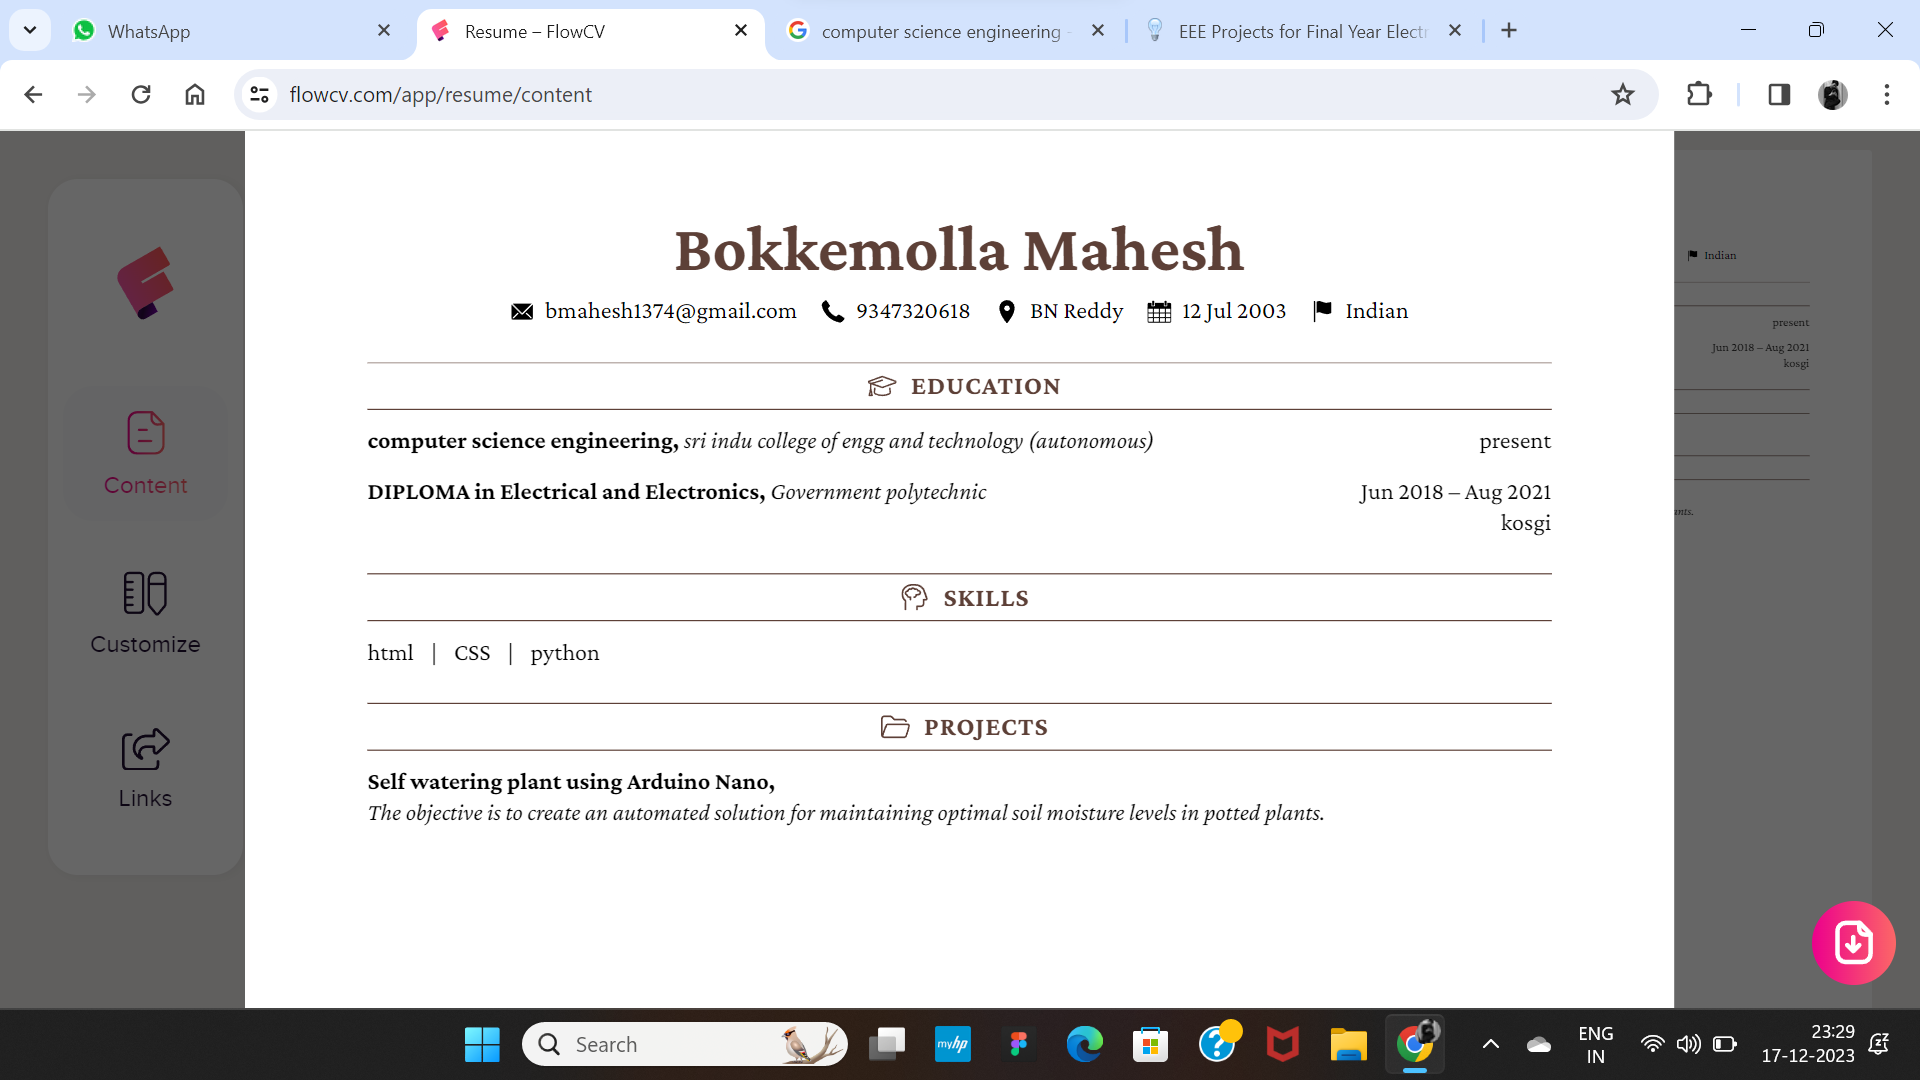 WhatsApp
Resume – FlowCV
computer science engineering -
EEE Projects for Final Year Electr
flowcv.com/app/resume/content
Bokkemolla Mahesh
bmahesh1374@gmail.com 9347320618 BN Reddy 12 Jul 2003 Indian
EDUCATION
computer science engineering, sri indu college of engg and technology (autonomous) present
DIPLOMA in Electrical and Electronics, Government polytechnic Jun 2018 – Aug 2021
kosgi
SKILLS
html | CSS | python
PROJECTS
Self watering plant using Arduino Nano,
The objective is to create an automated solution for maintaining optimal soil moisture levels in potted plants.
Content
Customize
Links
Indian
present
Jun 2018 – Aug 2021
kosgi
ants.
Search
myhp
ENG
IN
23:29
17-12-2023